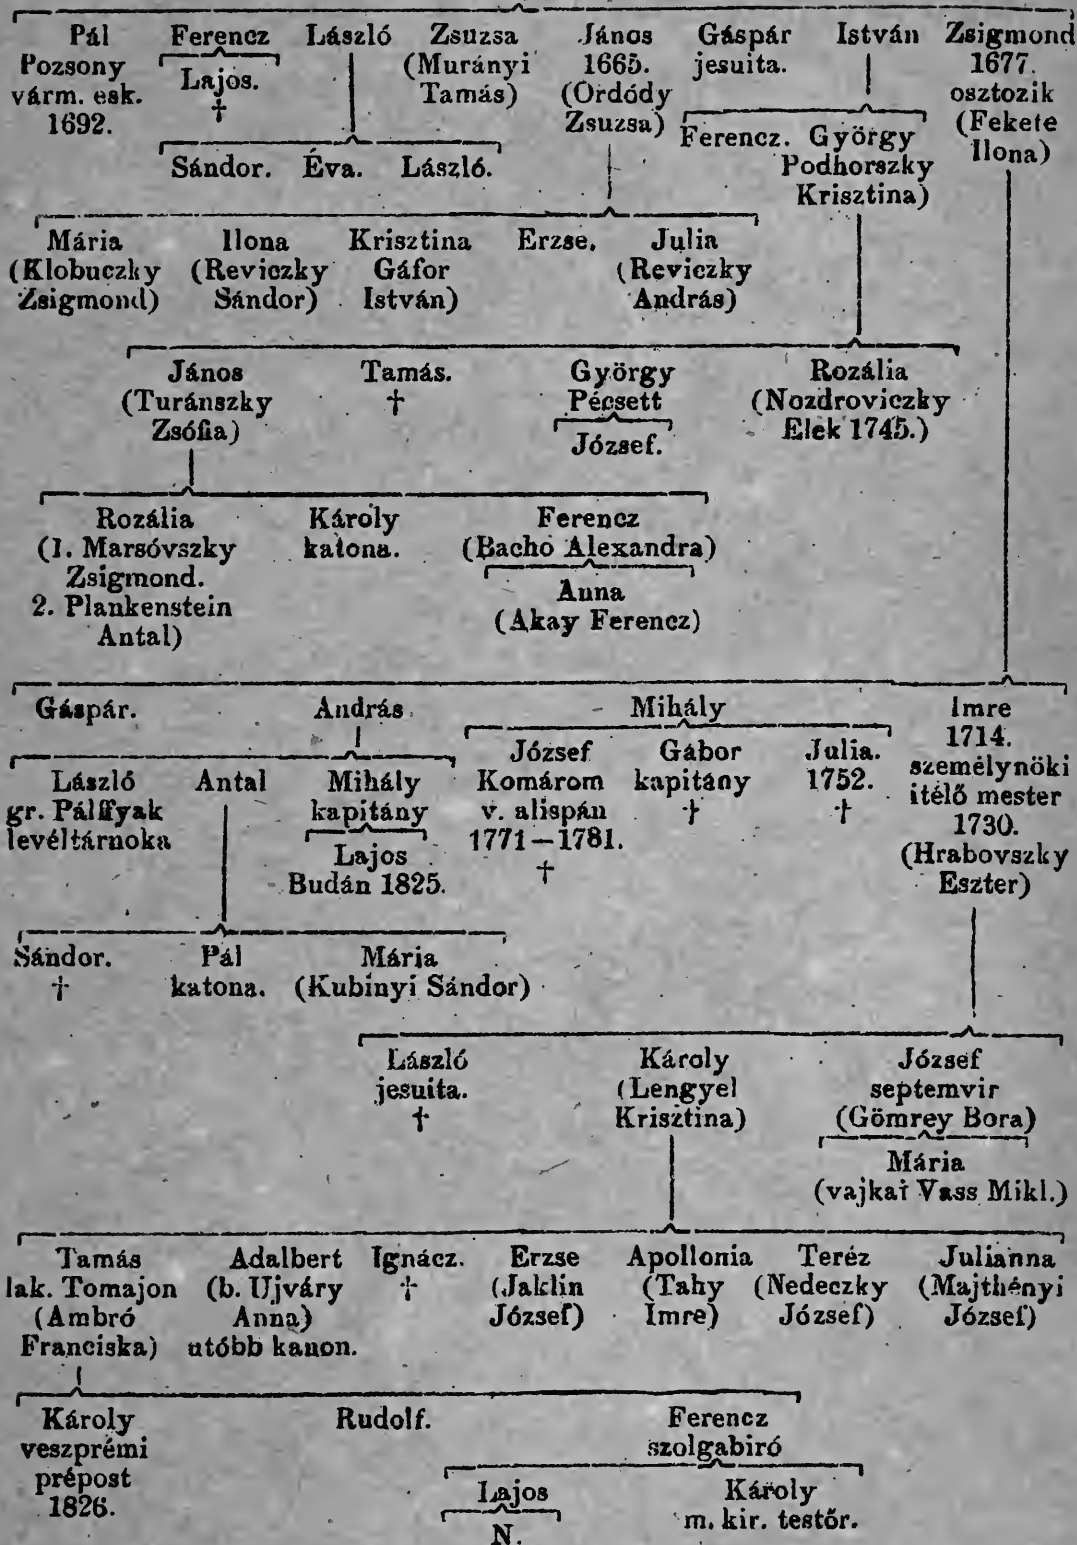 Pál Ferencz László Zsuzsa János Gáspár István Zsigmond
Pozsony Lajos. (Murányi 1665. jesuita. 1677.
várm. esk. † Tamás) (Ordódy osztozik
1692. Zsuzsa) Ferencz. György (Fekete
Sándor. Éva. László. Podhorszky Ilona)
Krisztina)
Mária Ilona Krisztina Erzse. Julia
(Klobuczky (Reviczky Gáfor (Reviczky
Zsigmond) Sándor) István) András)
János Tamás. György Rozália
(Turánszky † Pécsett (Nozdroviczky
Zsófia) József. Elek 1745.)
Rozália Károly Ferencz
(1. Marsóvszky katona. (Bacho Alexandra)
Zsigmond. Anna
2. Plankenstein (Akay Ferencz)
Antal)
Gáspár. András Mihály Imre
László Antal Mihály József Gábor Julia. 1714.
gr. Pálffyak kapitány Komárom kapitány 1752. személynöki
levéltárnoka Lajos v. alispán † † itélő mester
Budán 1825. 1771–1781. 1730.
† (Hrabovszky
Eszter)
Sándor. Pál Mária
† katona. (Kubínyi Sándor)
László Károly József
jesuita. (Lengyel septemvir
† Krisztina) (Gömrey Bora)
Mária
(vajkai Vass Mikl.)
Tamás Adalbert Ignácz. Erzse Apollonia Teréz Julianna
lak. Tomajon (b. Ujváry † (Jaklin (Tahy (Nedeczky (Majthényi
(Ambró Anna) József) Imre) József) József)
Franciska) utóbb kanon.
Károly Rudolf. Ferencz
veszprémi szolgabiró
prépost Lajos Károly
1826. N. m. kir. testőr.